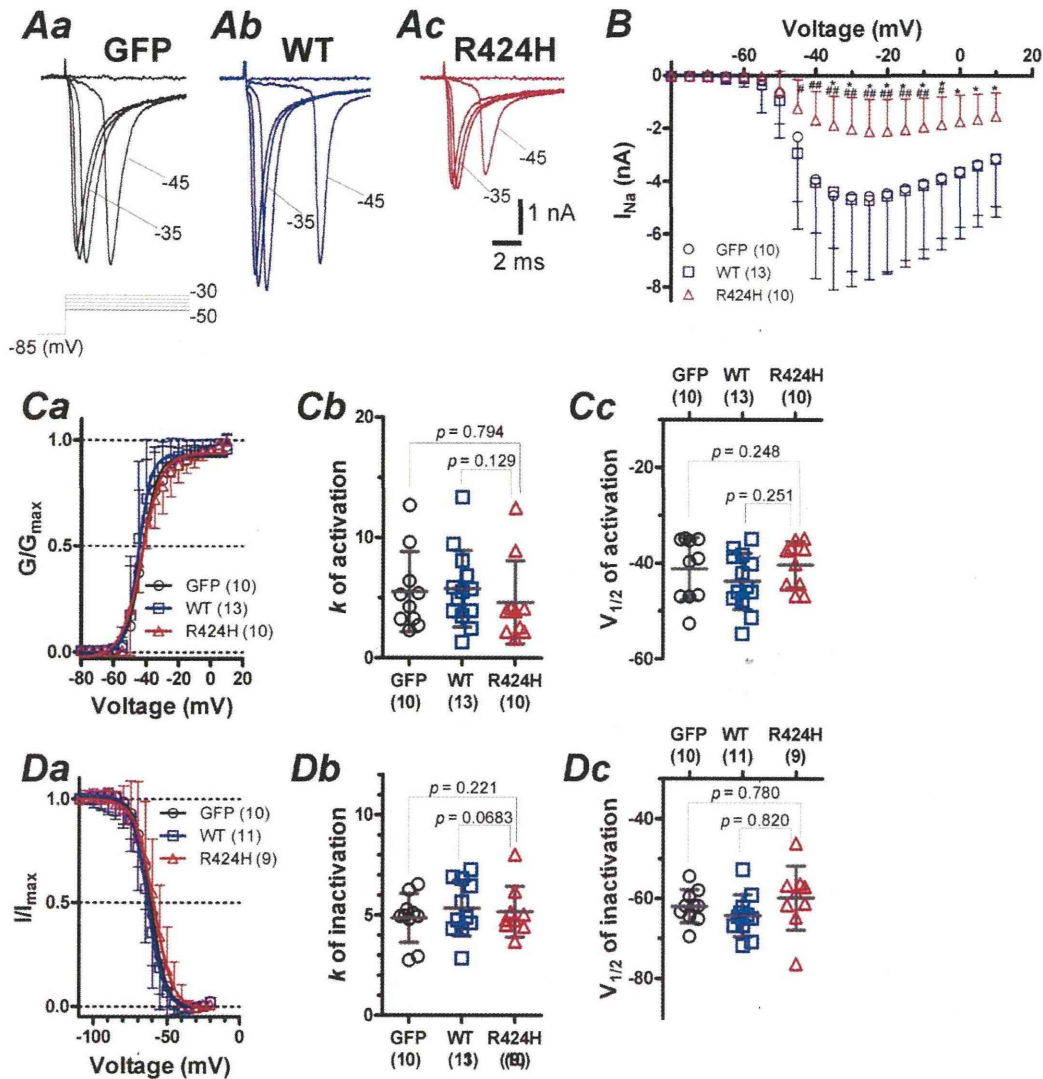 Aa GFP
Ab WT
Ac R424H
-45
-35
-45
-35
-45
-35
1 nA
2 ms
-30
-50
-85 (mV)
B
Voltage (mV)
-60 -40 -20 0 20
0
-2
-4
-6
-8
I_Na (nA)
# ## *## *## *## *## *## *## *# * * *
GFP (10)
WT (13)
R424H (10)
Ca
G/G_max
1.0
0.5
0.0
GFP (10)
WT (13)
R424H (10)
-80 -60 -40 -20 0 20
Voltage (mV)
Cb
k of activation
20
15
10
5
0
p = 0.794
p = 0.129
GFP WT R424H
(10) (13) (10)
Cc
GFP WT R424H
(10) (13) (10)
V1/2 of activation
-20
-40
-60
p = 0.248
p = 0.251
Da
I/I_max
1.0
0.5
0.0
GFP (10)
WT (11)
R424H (9)
-100 -50 0
Voltage (mV)
Db
k of inactivation
10
5
0
p = 0.221
p = 0.0683
GFP WT R424H
(10)
Dc
GFP WT R424H
(10) (11) (9)
V1/2 of inactivation
-40
-60
-80
p = 0.780
p = 0.820